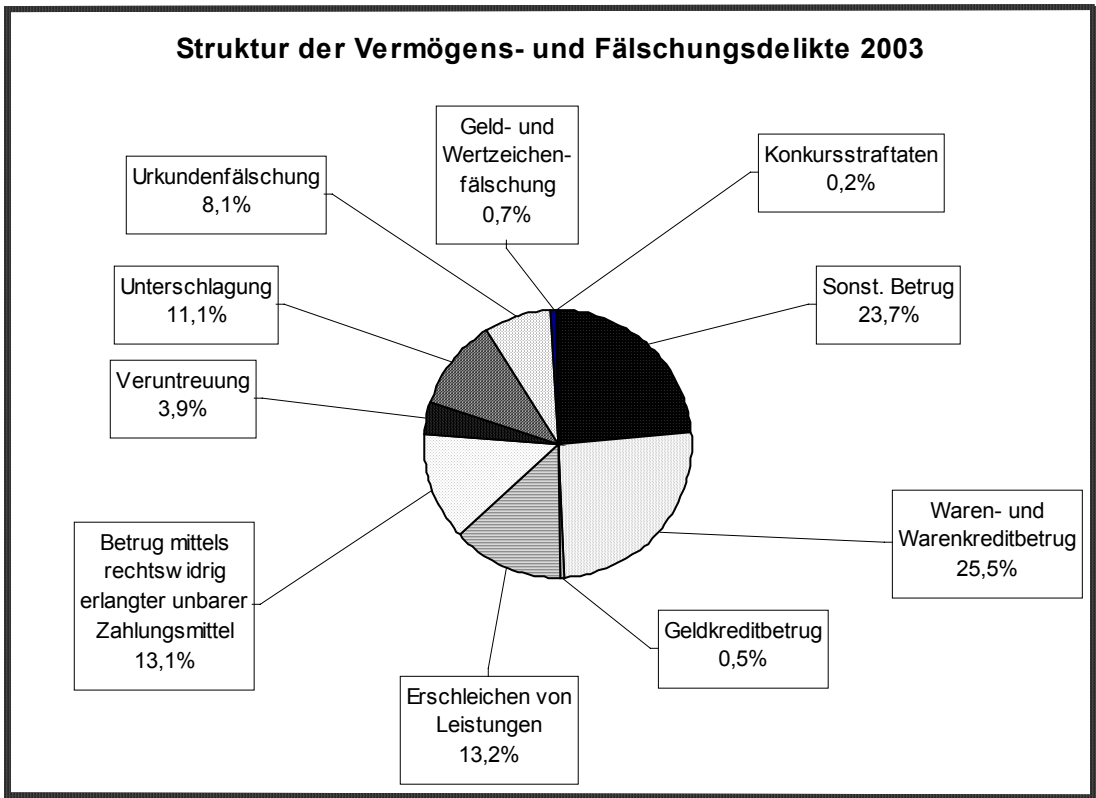 Struktur der Vermögens- und Fälschungsdelikte 2003
Geld- und
Wertzeichen-
fälschung
0,7%
Konkursstraftaten
0,2%
Urkundenfälschung
8,1%
Sonst. Betrug
23,7%
Unterschlagung
11,1%
Veruntreuung
3,9%
Waren- und
Warenkreditbetrug
25,5%
Betrug mittels
rechtswidrig
erlangter unbarer
Zahlungsmittel
13,1%
Geldkreditbetrug
0,5%
Erschleichen von
Leistungen
13,2%